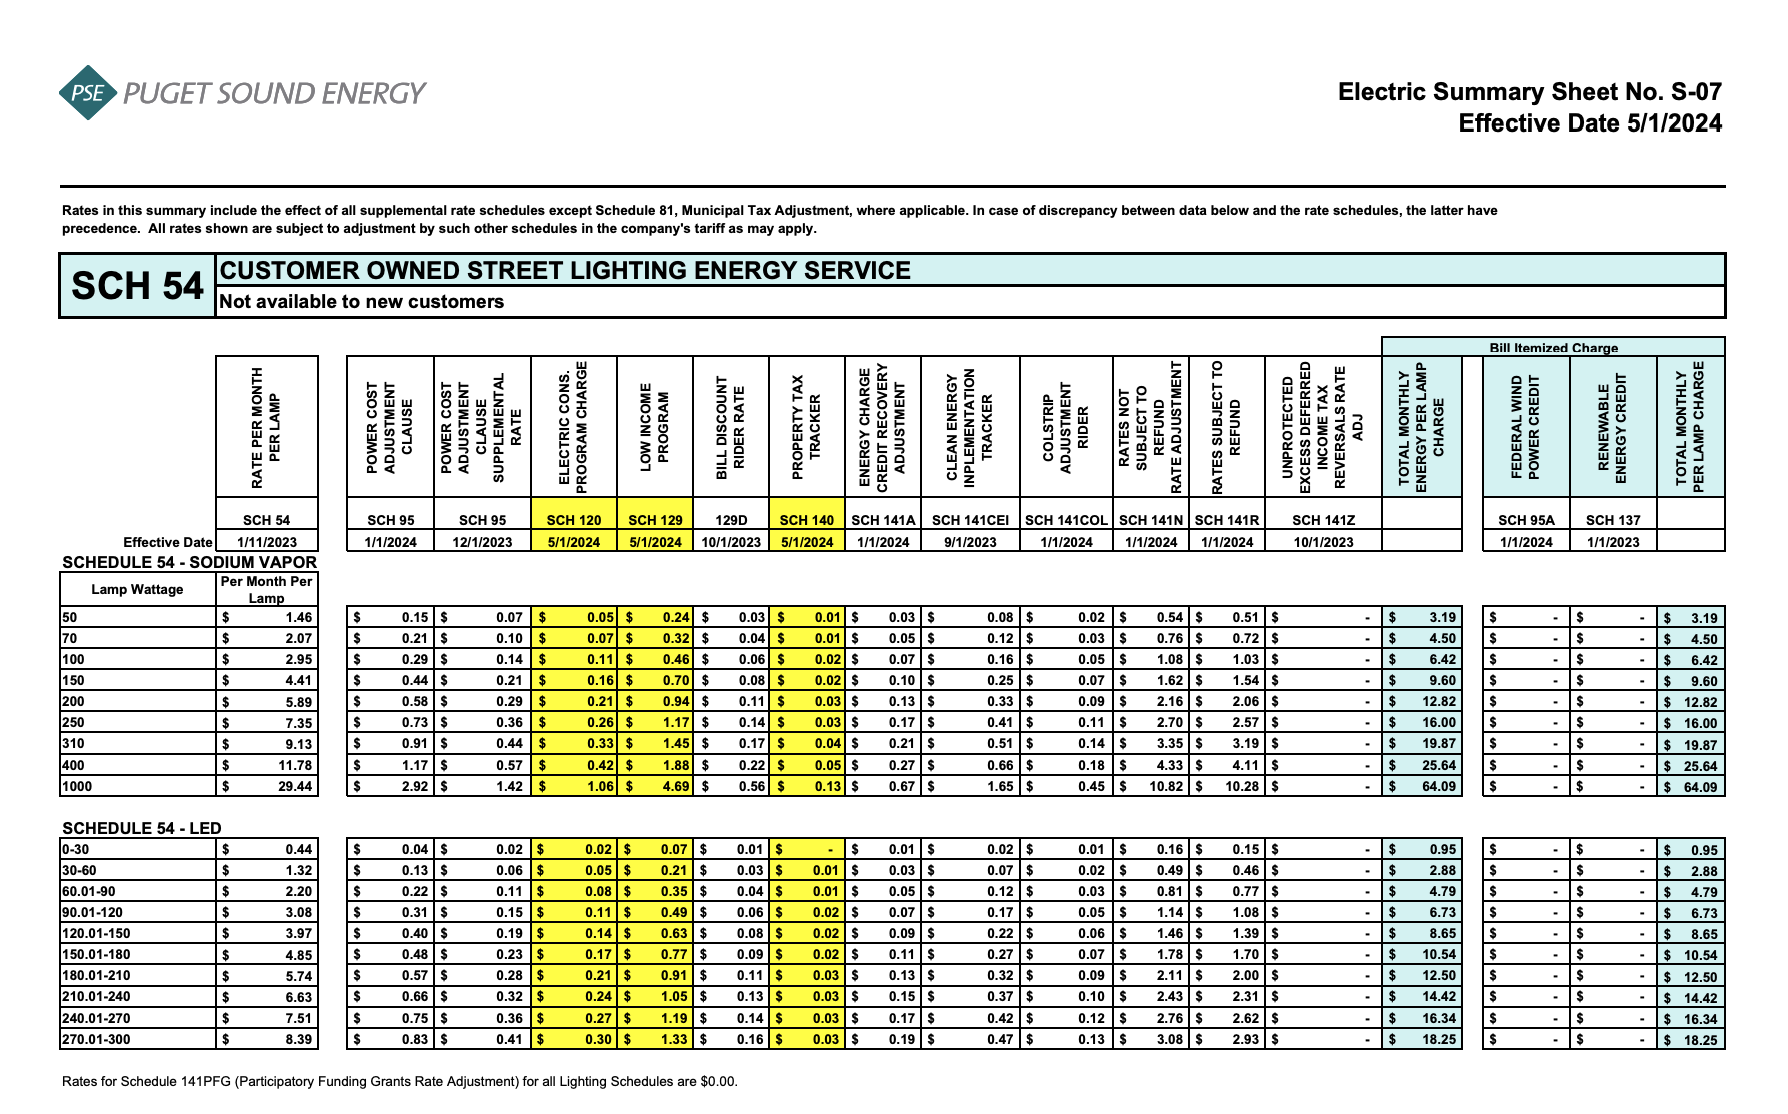 PSE PUGET SOUND ENERGY
Electric Summary Sheet No. S-07
Effective Date 5/1/2024
Rates in this summary include the effect of all supplemental rate schedules except Schedule 81, Municipal Tax Adjustment, where applicable. In case of discrepancy between data below and the rate schedules, the latter have
precedence. All rates shown are subject to adjustment by such other schedules in the company's tariff as may apply.
SCH 54
CUSTOMER OWNED STREET LIGHTING ENERGY SERVICE
Not available to new customers
Bill Itemized Charge
RATE PER MONTH
PER LAMP
POWER COST
ADJUSTMENT
CLAUSE
POWER COST
ADJUSTMENT
CLAUSE
SUPPLEMENTAL
RATE
ELECTRIC CONS.
PROGRAM CHARGE
LOW INCOME
PROGRAM
BILL DISCOUNT
RIDER RATE
PROPERTY TAX
TRACKER
ENERGY CHARGE
CREDIT RECOVERY
ADJUSTMENT
CLEAN ENERGY
INPLEMENTATION
TRACKER
COLSTRIP
ADJUSTMENT
RIDER
RATES NOT
SUBJECT TO
REFUND
RATE ADJUSTMENT
RATES SUBJECT TO
REFUND
UNPROTECTED
EXCESS DEFERRED
INCOME TAX
REVERSALS RATE
ADJ
TOTAL MONTHLY
ENERGY PER LAMP
CHARGE
FEDERAL WIND
POWER CREDIT
RENEWABLE
ENERGY CREDIT
TOTAL MONTHLY
PER LAMP CHARGE
SCH 54 SCH 95 SCH 95 SCH 120 SCH 129 129D SCH 140 SCH 141A SCH 141CEI SCH 141COL SCH 141N SCH 141R SCH 141Z SCH 95A SCH 137
Effective Date 1/11/2023 1/1/2024 12/1/2023 5/1/2024 5/1/2024 10/1/2023 5/1/2024 1/1/2024 9/1/2023 1/1/2024 1/1/2024 1/1/2024 10/1/2023 1/1/2024 1/1/2023
SCHEDULE 54 - SODIUM VAPOR
Lamp Wattage Per Month Per
Lamp
50 $ 1.46 $ 0.15 $ 0.07 $ 0.05 $ 0.24 $ 0.03 $ 0.01 $ 0.03 $ 0.08 $ 0.02 $ 0.54 $ 0.51 $ - $ 3.19 $ - $ - $ 3.19
70 $ 2.07 $ 0.21 $ 0.10 $ 0.07 $ 0.32 $ 0.04 $ 0.01 $ 0.05 $ 0.12 $ 0.03 $ 0.76 $ 0.72 $ - $ 4.50 $ - $ - $ 4.50
100 $ 2.95 $ 0.29 $ 0.14 $ 0.11 $ 0.46 $ 0.06 $ 0.02 $ 0.07 $ 0.16 $ 0.05 $ 1.08 $ 1.03 $ - $ 6.42 $ - $ - $ 6.42
150 $ 4.41 $ 0.44 $ 0.21 $ 0.16 $ 0.70 $ 0.08 $ 0.02 $ 0.10 $ 0.25 $ 0.07 $ 1.62 $ 1.54 $ - $ 9.60 $ - $ - $ 9.60
200 $ 5.89 $ 0.58 $ 0.29 $ 0.21 $ 0.94 $ 0.11 $ 0.03 $ 0.13 $ 0.33 $ 0.09 $ 2.16 $ 2.06 $ - $ 12.82 $ - $ - $ 12.82
250 $ 7.35 $ 0.73 $ 0.36 $ 0.26 $ 1.17 $ 0.14 $ 0.03 $ 0.17 $ 0.41 $ 0.11 $ 2.70 $ 2.57 $ - $ 16.00 $ - $ - $ 16.00
310 $ 9.13 $ 0.91 $ 0.44 $ 0.33 $ 1.45 $ 0.17 $ 0.04 $ 0.21 $ 0.51 $ 0.14 $ 3.35 $ 3.19 $ - $ 19.87 $ - $ - $ 19.87
400 $ 11.78 $ 1.17 $ 0.57 $ 0.42 $ 1.88 $ 0.22 $ 0.05 $ 0.27 $ 0.66 $ 0.18 $ 4.33 $ 4.11 $ - $ 25.64 $ - $ - $ 25.64
1000 $ 29.44 $ 2.92 $ 1.42 $ 1.06 $ 4.69 $ 0.56 $ 0.13 $ 0.67 $ 1.65 $ 0.45 $ 10.82 $ 10.28 $ - $ 64.09 $ - $ - $ 64.09
SCHEDULE 54 - LED
0-30 $ 0.44 $ 0.04 $ 0.02 $ 0.02 $ 0.07 $ 0.01 $ - $ 0.01 $ 0.02 $ 0.01 $ 0.16 $ 0.15 $ - $ 0.95 $ - $ - $ 0.95
30-60 $ 1.32 $ 0.13 $ 0.06 $ 0.05 $ 0.21 $ 0.03 $ 0.01 $ 0.03 $ 0.07 $ 0.02 $ 0.49 $ 0.46 $ - $ 2.88 $ - $ - $ 2.88
60.01-90 $ 2.20 $ 0.22 $ 0.11 $ 0.08 $ 0.35 $ 0.04 $ 0.01 $ 0.05 $ 0.12 $ 0.03 $ 0.81 $ 0.77 $ - $ 4.79 $ - $ - $ 4.79
90.01-120 $ 3.08 $ 0.31 $ 0.15 $ 0.11 $ 0.49 $ 0.06 $ 0.02 $ 0.07 $ 0.17 $ 0.05 $ 1.14 $ 1.08 $ - $ 6.73 $ - $ - $ 6.73
120.01-150 $ 3.97 $ 0.40 $ 0.19 $ 0.14 $ 0.63 $ 0.08 $ 0.02 $ 0.09 $ 0.22 $ 0.06 $ 1.46 $ 1.39 $ - $ 8.65 $ - $ - $ 8.65
150.01-180 $ 4.85 $ 0.48 $ 0.23 $ 0.17 $ 0.77 $ 0.09 $ 0.02 $ 0.11 $ 0.27 $ 0.07 $ 1.78 $ 1.70 $ - $ 10.54 $ - $ - $ 10.54
180.01-210 $ 5.74 $ 0.57 $ 0.28 $ 0.21 $ 0.91 $ 0.11 $ 0.03 $ 0.13 $ 0.32 $ 0.09 $ 2.11 $ 2.00 $ - $ 12.50 $ - $ - $ 12.50
210.01-240 $ 6.63 $ 0.66 $ 0.32 $ 0.24 $ 1.05 $ 0.13 $ 0.03 $ 0.15 $ 0.37 $ 0.10 $ 2.43 $ 2.31 $ - $ 14.42 $ - $ - $ 14.42
240.01-270 $ 7.51 $ 0.75 $ 0.36 $ 0.27 $ 1.19 $ 0.14 $ 0.03 $ 0.17 $ 0.42 $ 0.12 $ 2.76 $ 2.62 $ - $ 16.34 $ - $ - $ 16.34
270.01-300 $ 8.39 $ 0.83 $ 0.41 $ 0.30 $ 1.33 $ 0.16 $ 0.03 $ 0.19 $ 0.47 $ 0.13 $ 3.08 $ 2.93 $ - $ 18.25 $ - $ - $ 18.25
Rates for Schedule 141PFG (Participatory Funding Grants Rate Adjustment) for all Lighting Schedules are $0.00.